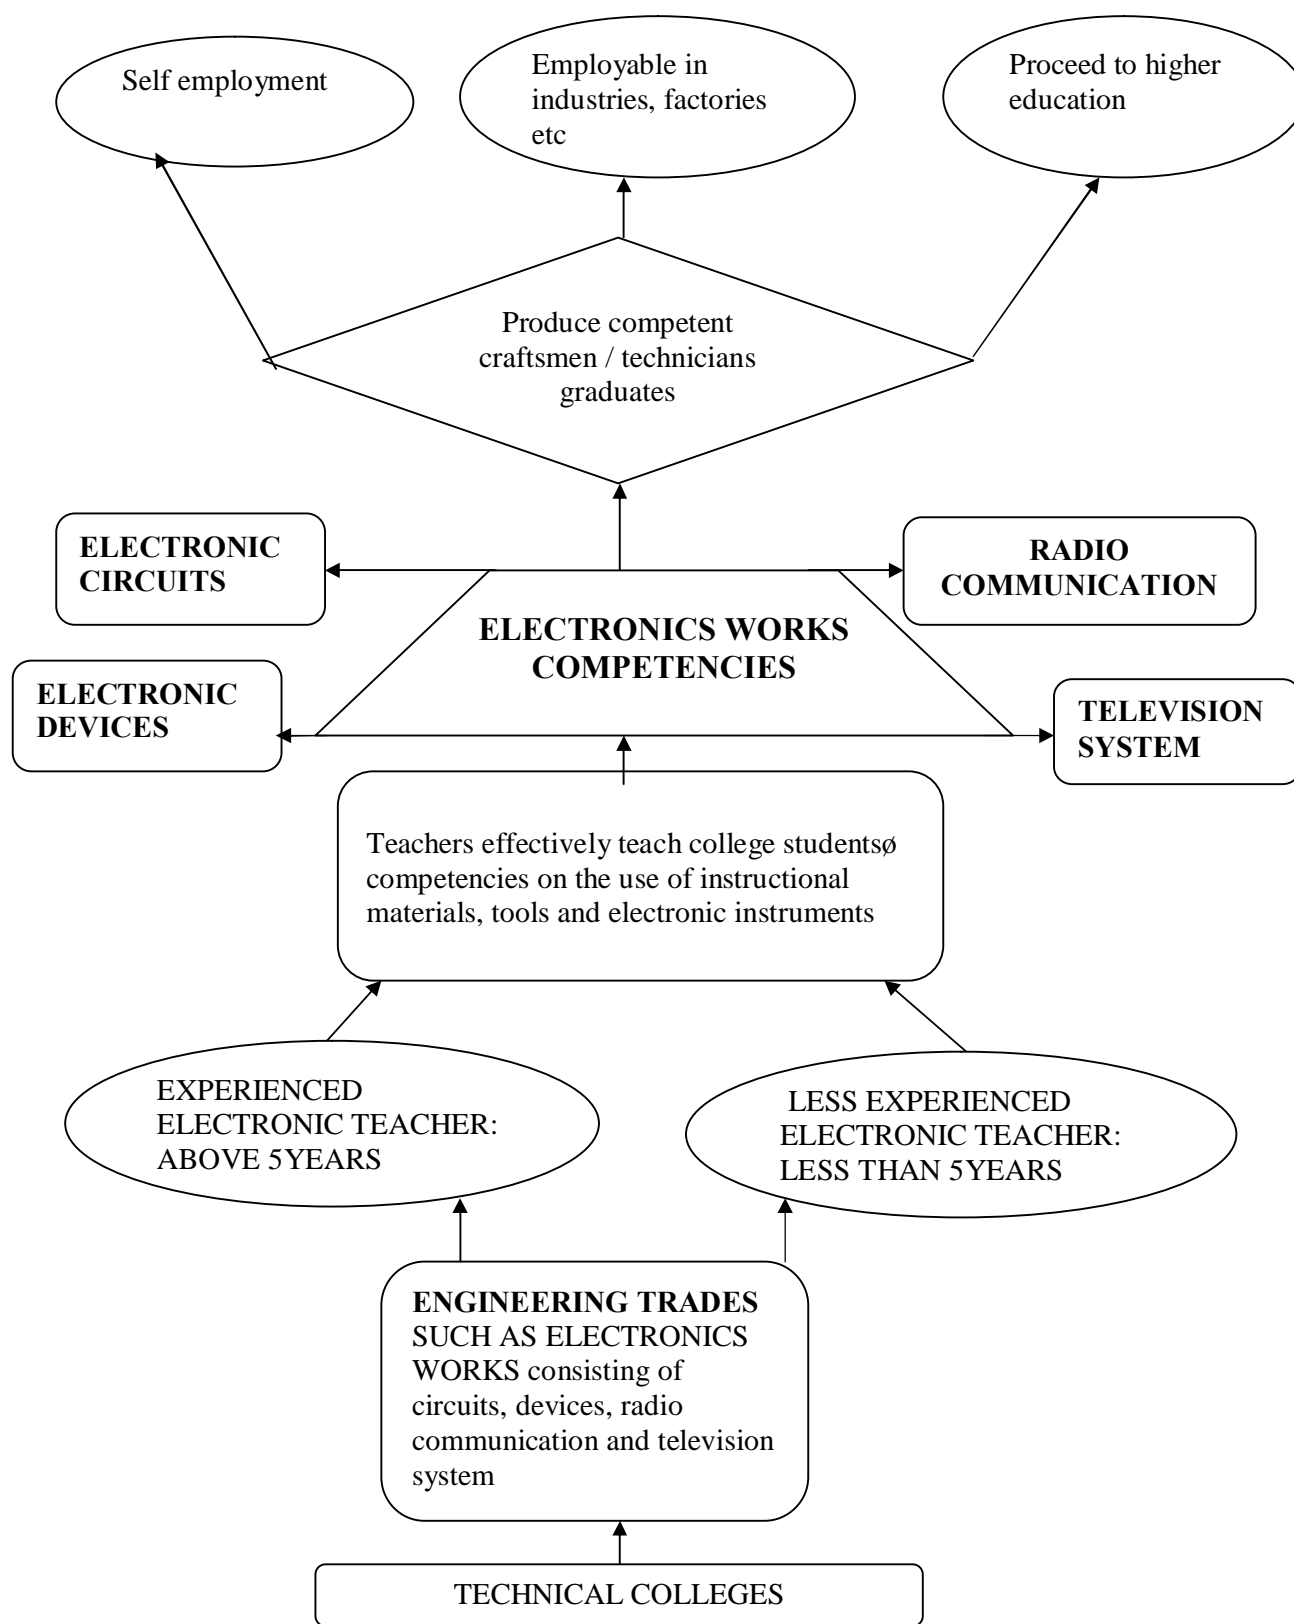 Self employment
Employable in
industries, factories
etc
Proceed to higher
education
Produce competent
craftsmen / technicians
graduates
ELECTRONIC
CIRCUITS
RADIO
COMMUNICATION
ELECTRONICS WORKS
COMPETENCIES
ELECTRONIC
DEVICES
TELEVISION
SYSTEM
Teachers effectively teach college studentsø
competencies on the use of instructional
materials, tools and electronic instruments
EXPERIENCED
ELECTRONIC TEACHER:
ABOVE 5YEARS
LESS EXPERIENCED
ELECTRONIC TEACHER:
LESS THAN 5YEARS
ENGINEERING TRADES
SUCH AS ELECTRONICS
WORKS consisting of
circuits, devices, radio
communication and television
system
TECHNICAL COLLEGES